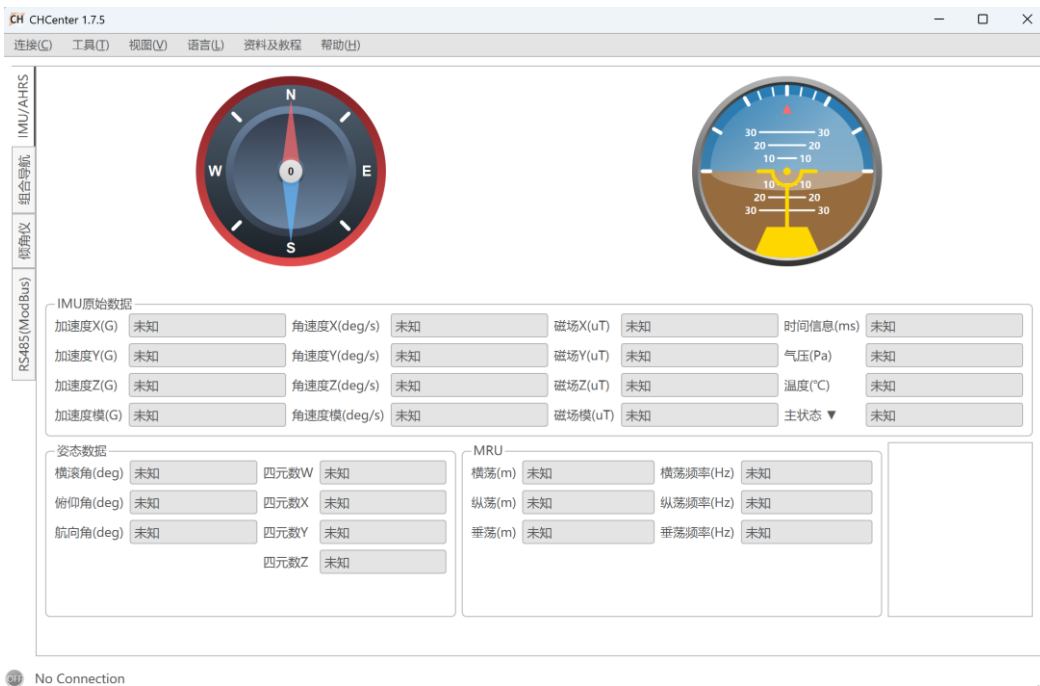 CH CHCenter 1.7.5
连接(C) 工具(T) 视图(V) 语言(L) 资料及教程 帮助(H)
IMU/AHRS
组合导航
倾角仪
RS485(ModBus)
N
W 0 E
S
30 30
20 20
10 10
10 10
20 20
30 30
IMU原始数据
加速度X(G) 未知 角速度X(deg/s) 未知 磁场X(uT) 未知 时间信息(ms) 未知
加速度Y(G) 未知 角速度Y(deg/s) 未知 磁场Y(uT) 未知 气压(Pa) 未知
加速度Z(G) 未知 角速度Z(deg/s) 未知 磁场Z(uT) 未知 温度(℃) 未知
加速度模(G) 未知 角速度模(deg/s) 未知 磁场模(uT) 未知 主状态 ▼ 未知
姿态数据 MRU
横滚角(deg) 未知 四元数W 未知 横荡(m) 未知 横荡频率(Hz) 未知
俯仰角(deg) 未知 四元数X 未知 纵荡(m) 未知 纵荡频率(Hz) 未知
航向角(deg) 未知 四元数Y 未知 垂荡(m) 未知 垂荡频率(Hz) 未知
四元数Z 未知
OFF No Connection